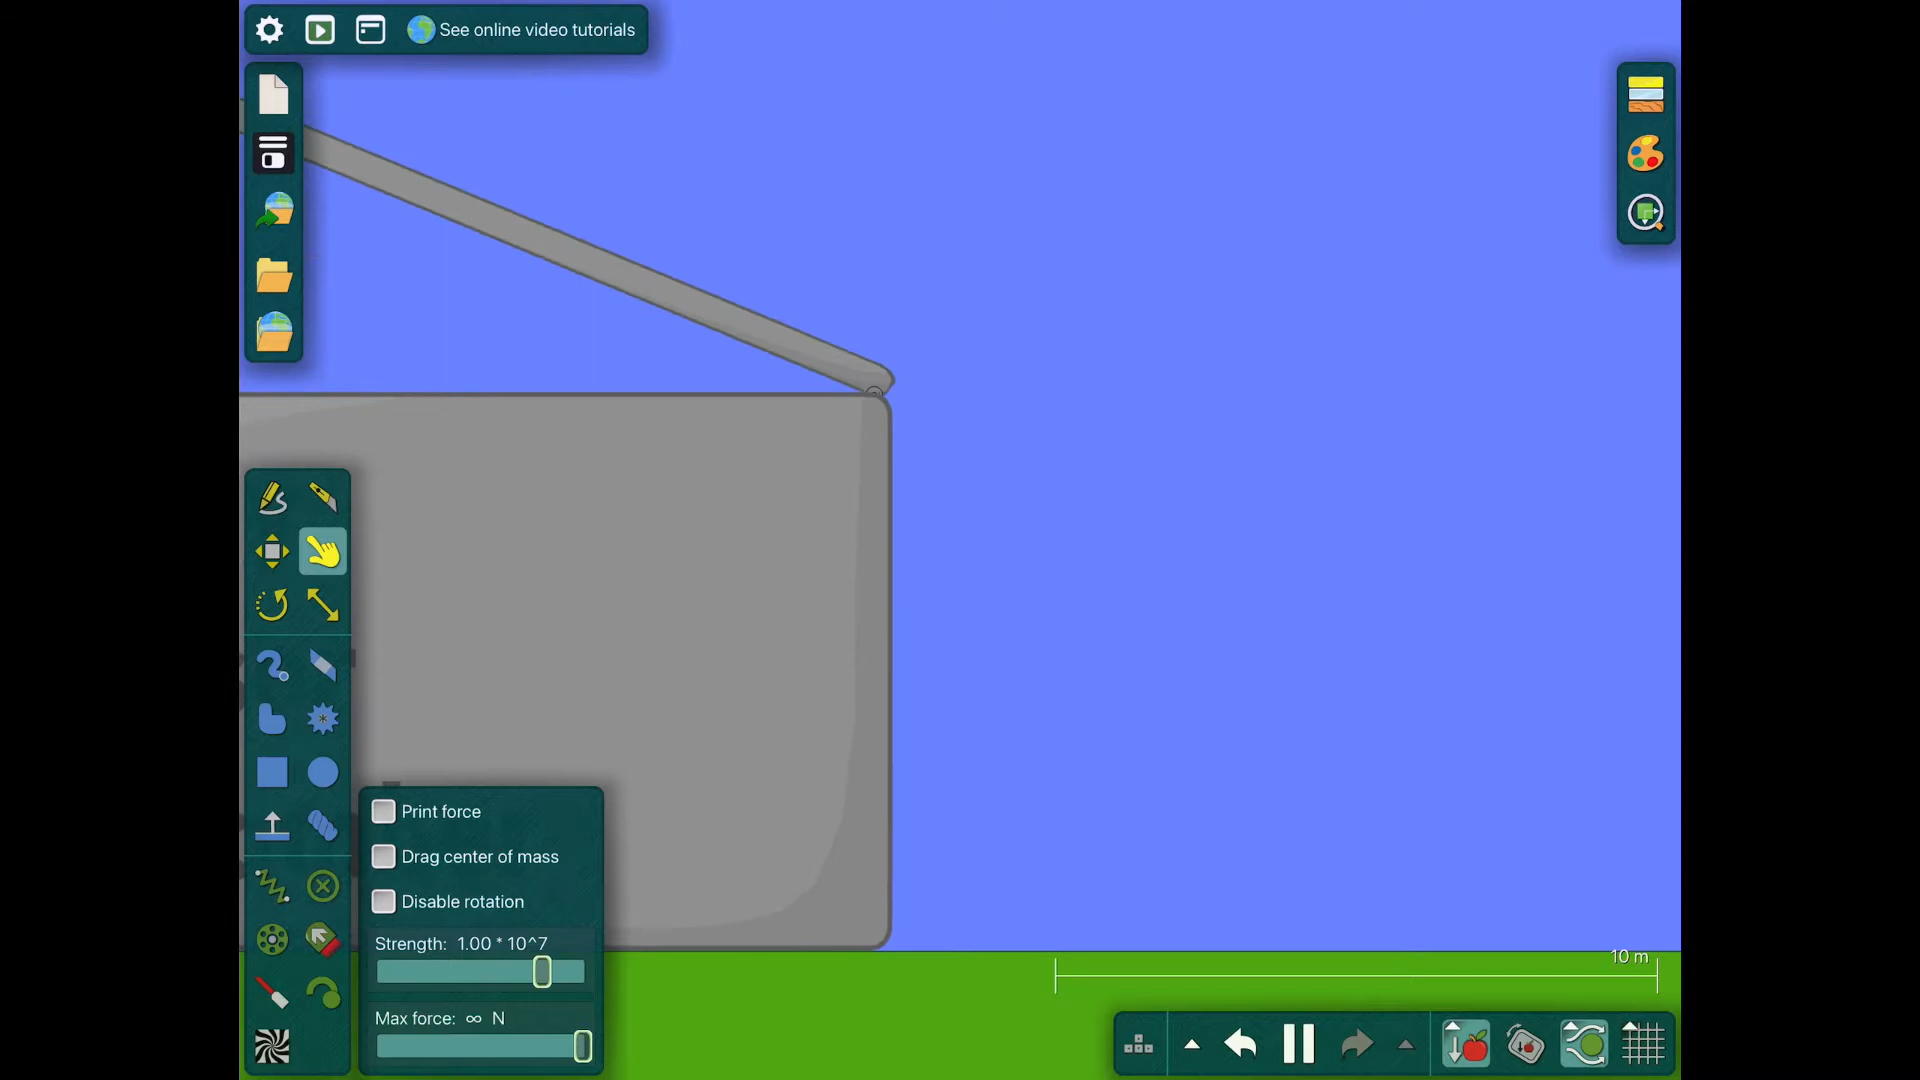 See online video tutorials
Print force
Drag center of mass
Disable rotation
Strength: 1.00 * 10^7
Max force: ∞ N
10 m